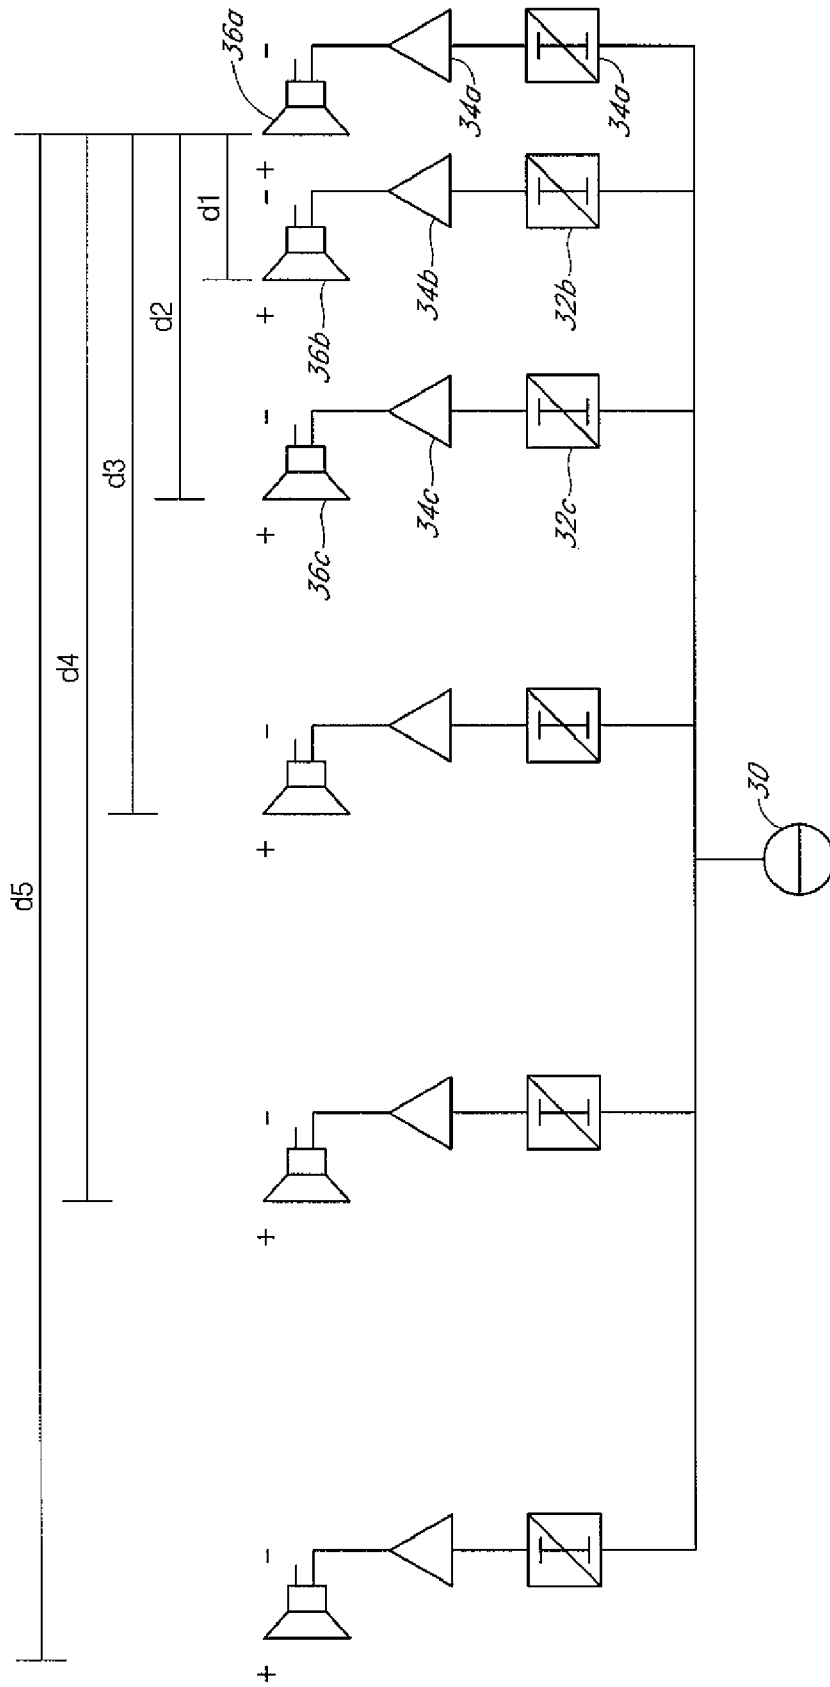 d5
d4
d3
d2
d1
36a
-
+
-
+
36b
-
+
36c
-
+
-
+
-
+
34a
34b
34c
34a
32b
32c
30